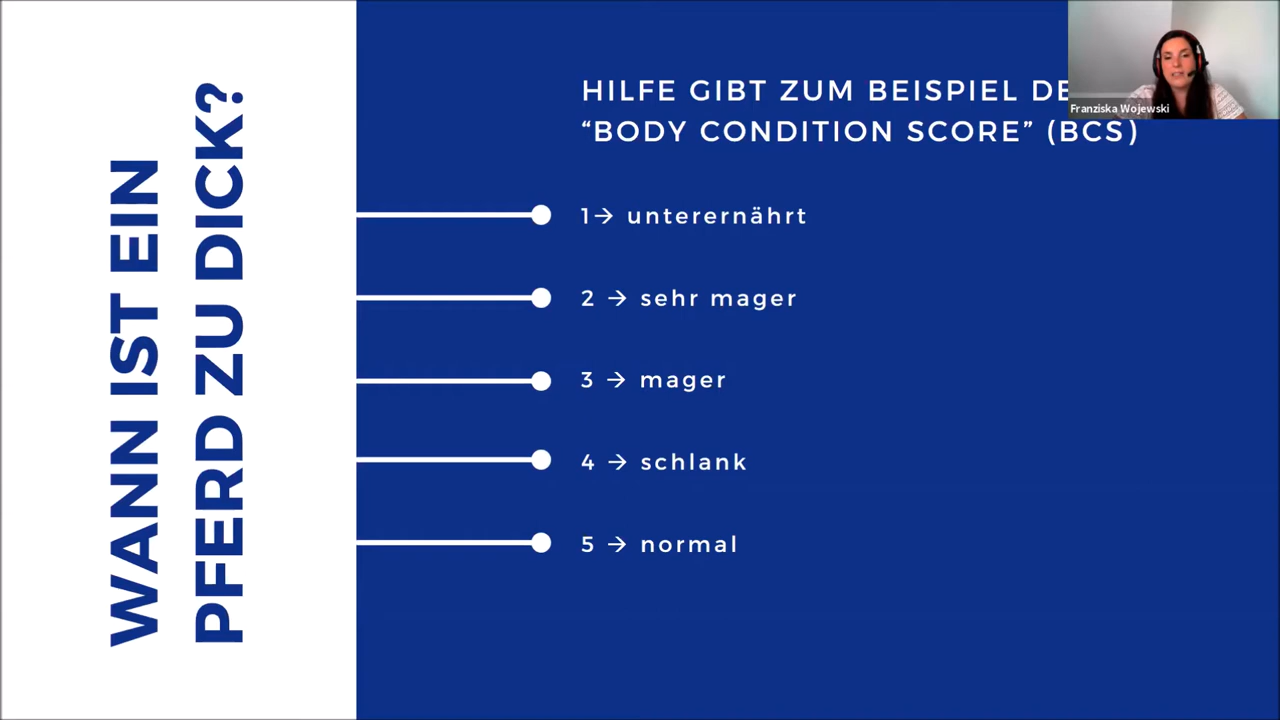 WANN IST EIN
PFERD ZU DICK?
HILFE GIBT ZUM BEISPIEL
“BODY CONDITION SCORE” (BCS)
1→ unterernährt
2 → sehr mager
3 → mager
4 → schlank
5 → normal
Franziska Wojewski